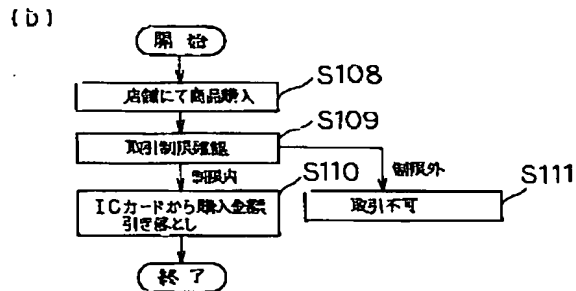 (b)
開始
店舗にて商品購入
S108
取引制限確認
S109
制限内
制限外
S110
ICカードから購入金額
引き落とし
S111
取引不可
終了